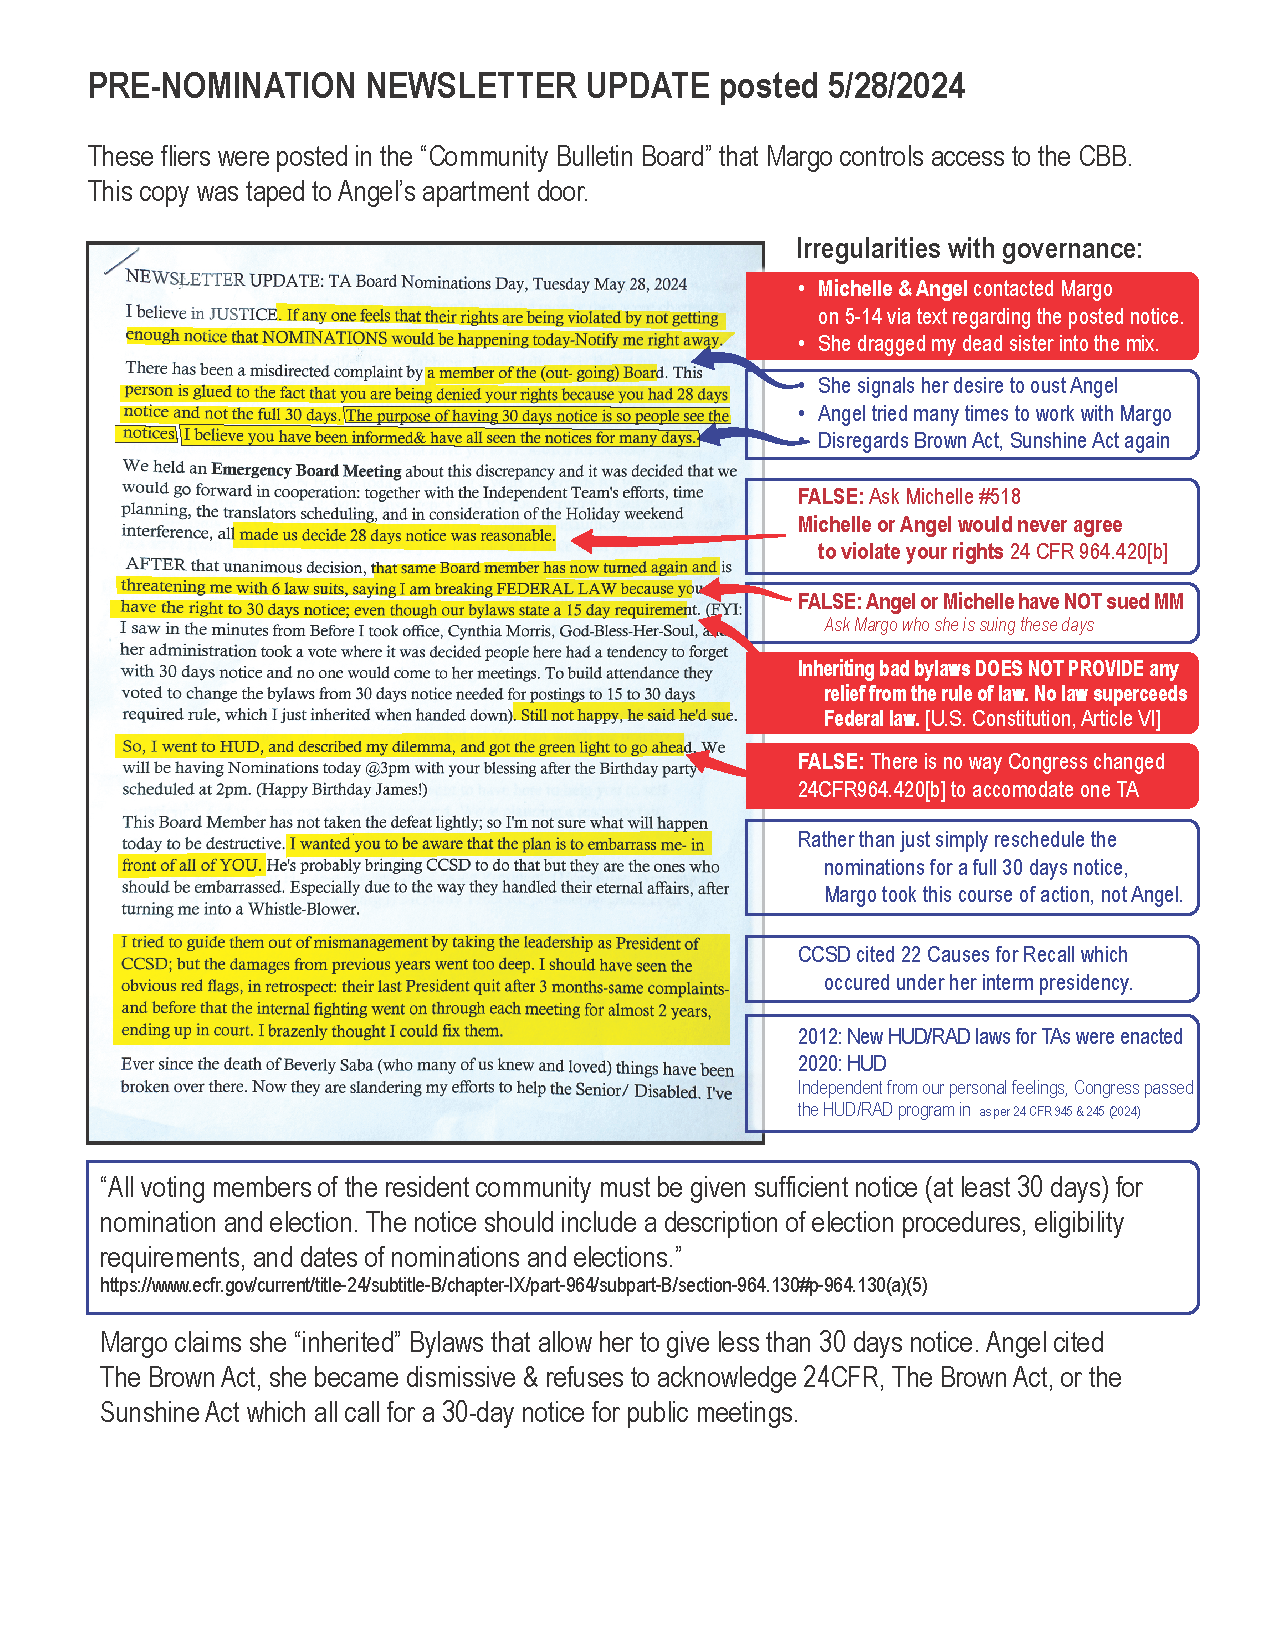 PRE-NOMINATION NEWSLETTER UPDATE posted 5/28/2024
These fliers were posted in the “Community Bulletin Board” that Margo controls access to the CBB.
This copy was taped to Angel’s apartment door.
NEWSLETTER UPDATE: TA Board Nominations Day, Tuesday May 28, 2024
I believe in JUSTICE. If any one feels that their rights are being violated by not getting
enough notice that NOMINATIONS would be happening today-Notify me right away.
There has been a misdirected complaint by a member of the (out- going) Board. This
person is glued to the fact that you are being denied your rights because you had 28 days
notice and not the full 30 days. The purpose of having 30 days notice is so people see the
notices. I believe you have been informed& have all seen the notices for many days.
We held an Emergency Board Meeting about this discrepancy and it was decided that we
would go forward in cooperation: together with the Independent Team's efforts, time
planning, the translators scheduling, and in consideration of the Holiday weekend
interference, all made us decide 28 days notice was reasonable.
AFTER that unanimous decision, that same Board member has now turned again and is
threatening me with 6 law suits, saying I am breaking FEDERAL LAW because you
have the right to 30 days notice; even though our bylaws state a 15 day requirement. (FYI:
I saw in the minutes from Before I took office, Cynthia Morris, God-Bless-Her-Soul, and
her administration took a vote where it was decided people here had a tendency to forget
with 30 days notice and no one would come to her meetings. To build attendance they
voted to change the bylaws from 30 days notice needed for postings to 15 to 30 days
required rule, which I just inherited when handed down). Still not happy, he said he'd sue.
So, I went to HUD, and described my dilemma, and got the green light to go ahead. We
will be having Nominations today @3pm with your blessing after the Birthday party
scheduled at 2pm. (Happy Birthday James!)
This Board Member has not taken the defeat lightly; so I'm not sure what will happen
today to be destructive. I wanted you to be aware that the plan is to embarrass me- in
front of all of YOU. He's probably bringing CCSD to do that but they are the ones who
should be embarrassed. Especially due to the way they handled their eternal affairs, after
turning me into a Whistle-Blower.
I tried to guide them out of mismanagement by taking the leadership as President of
CCSD; but the damages from previous years went too deep. I should have seen the
obvious red flags, in retrospect: their last President quit after 3 months-same complaints-
and before that the internal fighting went on through each meeting for almost 2 years,
ending up in court. I brazenly thought I could fix them.
Ever since the death of Beverly Saba (who many of us knew and loved) things have been
broken over there. Now they are slandering my efforts to help the Senior/ Disabled. I've
Irregularities with governance:
• Michelle & Angel contacted Margo
on 5-14 via text regarding the posted notice.
• She dragged my dead sister into the mix.
• She signals her desire to oust Angel
• Angel tried many times to work with Margo
• Disregards Brown Act, Sunshine Act again
FALSE: Ask Michelle #518
Michelle or Angel would never agree
to violate your rights 24 CFR 964.420[b]
FALSE: Angel or Michelle have NOT sued MM
Ask Margo who she is suing these days
Inheriting bad bylaws DOES NOT PROVIDE any
relief from the rule of law. No law superceeds
Federal law. [U.S. Constitution, Article VI]
FALSE: There is no way Congress changed
24CFR964.420[b] to accomodate one TA
Rather than just simply reschedule the
nominations for a full 30 days notice,
Margo took this course of action, not Angel.
CCSD cited 22 Causes for Recall which
occured under her interm presidency.
2012: New HUD/RAD laws for TAs were enacted
2020: HUD
Independent from our personal feelings, Congress passed
the HUD/RAD program in as per 24 CFR 945 & 245 (2024)
“All voting members of the resident community must be given sufficient notice (at least 30 days) for
nomination and election. The notice should include a description of election procedures, eligibility
requirements, and dates of nominations and elections.”
https://www.ecfr.gov/current/title-24/subtitle-B/chapter-IX/part-964/subpart-B/section-964.130#p-964.130(a)(5)
Margo claims she “inherited” Bylaws that allow her to give less than 30 days notice. Angel cited
The Brown Act, she became dismissive & refuses to acknowledge 24CFR, The Brown Act, or the
Sunshine Act which all call for a 30-day notice for public meetings.